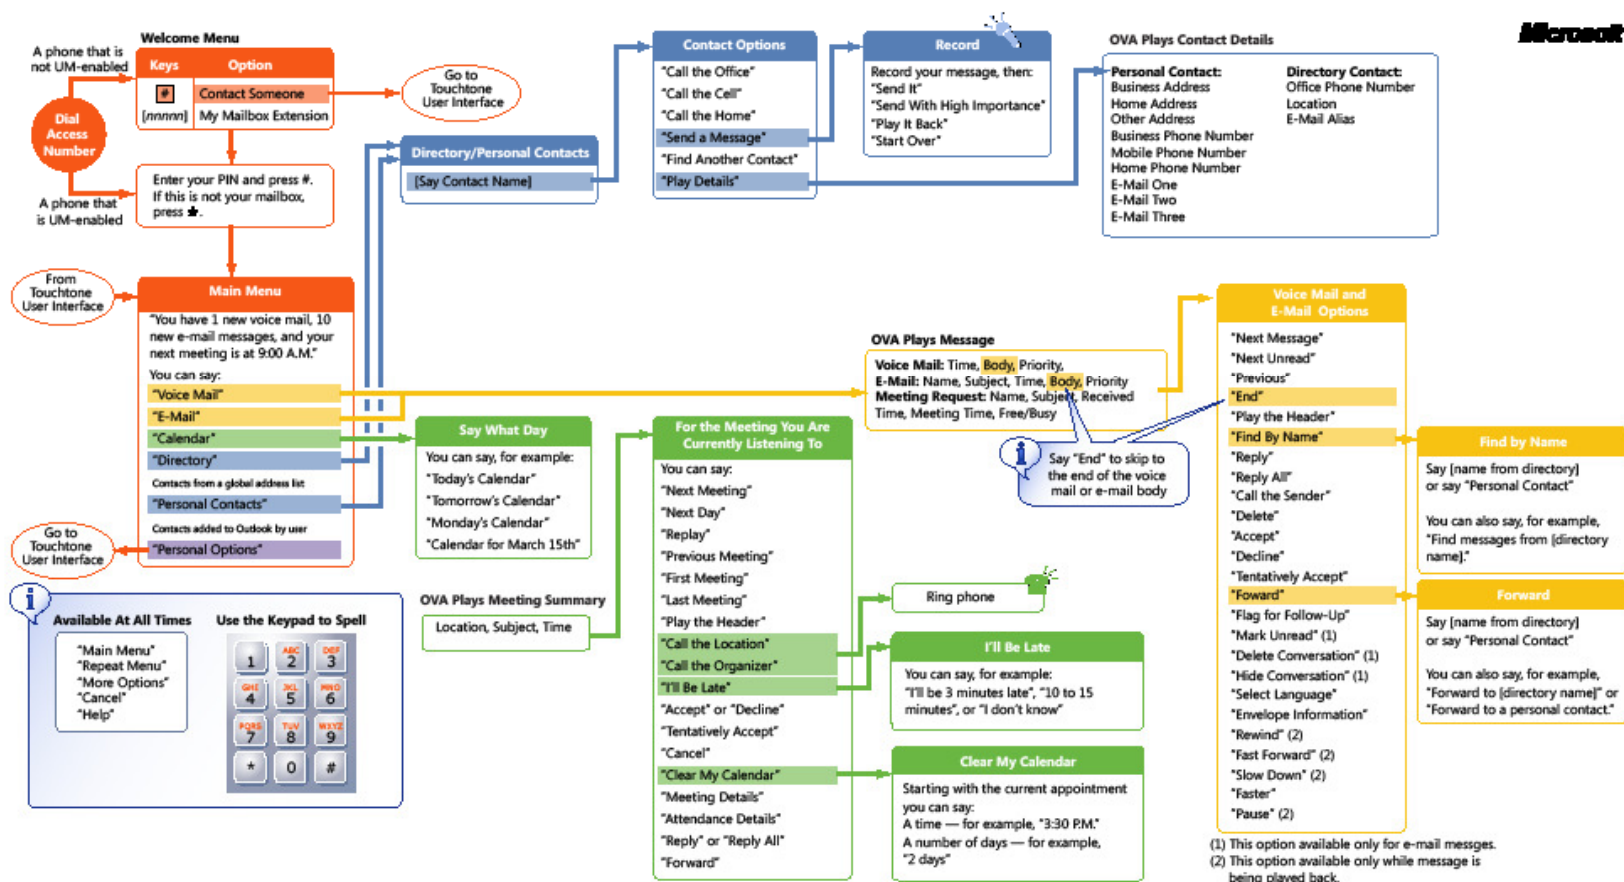 Microsoft
Welcome Menu
A phone that is
not UM-enabled
Keys Option
# Contact Someone
[nnnnn] My Mailbox Extension
Go to
Touchtone
User Interface
Dial
Access
Number
Enter your PIN and press #.
If this is not your mailbox,
press *.
A phone that
is UM-enabled
From
Touchtone
User Interface
Main Menu
"You have 1 new voice mail, 10
new e-mail messages, and your
next meeting is at 9:00 A.M."
You can say:
"Voice Mail"
"E-Mail"
"Calendar"
"Directory"
Contacts from a global address list
"Personal Contacts"
Contacts added to Outlook by user
"Personal Options"
Go to
Touchtone
User Interface
i
Available At All Times
"Main Menu"
"Repeat Menu"
"More Options"
"Cancel"
"Help"
Use the Keypad to Spell
1 ABC 2 DEF 3
GHI 4 JKL 5 MNO 6
PQRS 7 TUV 8 WXYZ 9
* 0 #
Directory/Personal Contacts
[Say Contact Name]
Contact Options
"Call the Office"
"Call the Cell"
"Call the Home"
"Send a Message"
"Find Another Contact"
"Play Details"
Record
Record your message, then:
"Send It"
"Send With High Importance"
"Play It Back"
"Start Over"
OVA Plays Contact Details
Personal Contact:
Business Address
Home Address
Other Address
Business Phone Number
Mobile Phone Number
Home Phone Number
E-Mail One
E-Mail Two
E-Mail Three
Directory Contact:
Office Phone Number
Location
E-Mail Alias
Say What Day
You can say, for example:
"Today's Calendar"
"Tomorrow's Calendar"
"Monday's Calendar"
"Calendar for March 15th"
OVA Plays Meeting Summary
Location, Subject, Time
For the Meeting You Are
Currently Listening To
You can say:
"Next Meeting"
"Next Day"
"Replay"
"Previous Meeting"
"First Meeting"
"Last Meeting"
"Play the Header"
"Call the Location"
"Call the Organizer"
"I'll Be Late"
"Accept" or "Decline"
"Tentatively Accept"
"Cancel"
"Clear My Calendar"
"Meeting Details"
"Attendance Details"
"Reply" or "Reply All"
"Forward"
Ring phone
I'll Be Late
You can say, for example:
"I'll be 3 minutes late", "10 to 15
minutes", or "I don't know"
Clear My Calendar
Starting with the current appointment
you can say:
A time — for example, "3:30 P.M."
A number of days — for example,
"2 days"
OVA Plays Message
Voice Mail: Time, Body, Priority,
E-Mail: Name, Subject, Time, Body, Priority
Meeting Request: Name, Subject, Received
Time, Meeting Time, Free/Busy
i
Say "End" to skip to
the end of the voice
mail or e-mail body
Voice Mail and
E-Mail Options
"Next Message"
"Next Unread"
"Previous"
"End"
"Play the Header"
"Find By Name"
"Reply"
"Reply All"
"Call the Sender"
"Delete"
"Accept"
"Decline"
"Tentatively Accept"
"Foward"
"Flag for Follow-Up"
"Mark Unread" (1)
"Delete Conversation" (1)
"Hide Conversation" (1)
"Select Language"
"Envelope Information"
"Rewind" (2)
"Fast Forward" (2)
"Slow Down" (2)
"Faster"
"Pause" (2)
(1) This option available only for e-mail messges.
(2) This option available only while message is
being played back.
Find by Name
Say [name from directory]
or say "Personal Contact"
You can also say, for example,
"Find messages from [directory
name]."
Forward
Say [name from directory]
or say "Personal Contact"
You can also say, for example,
"Forward to [directory name]" or
"Forward to a personal contact."